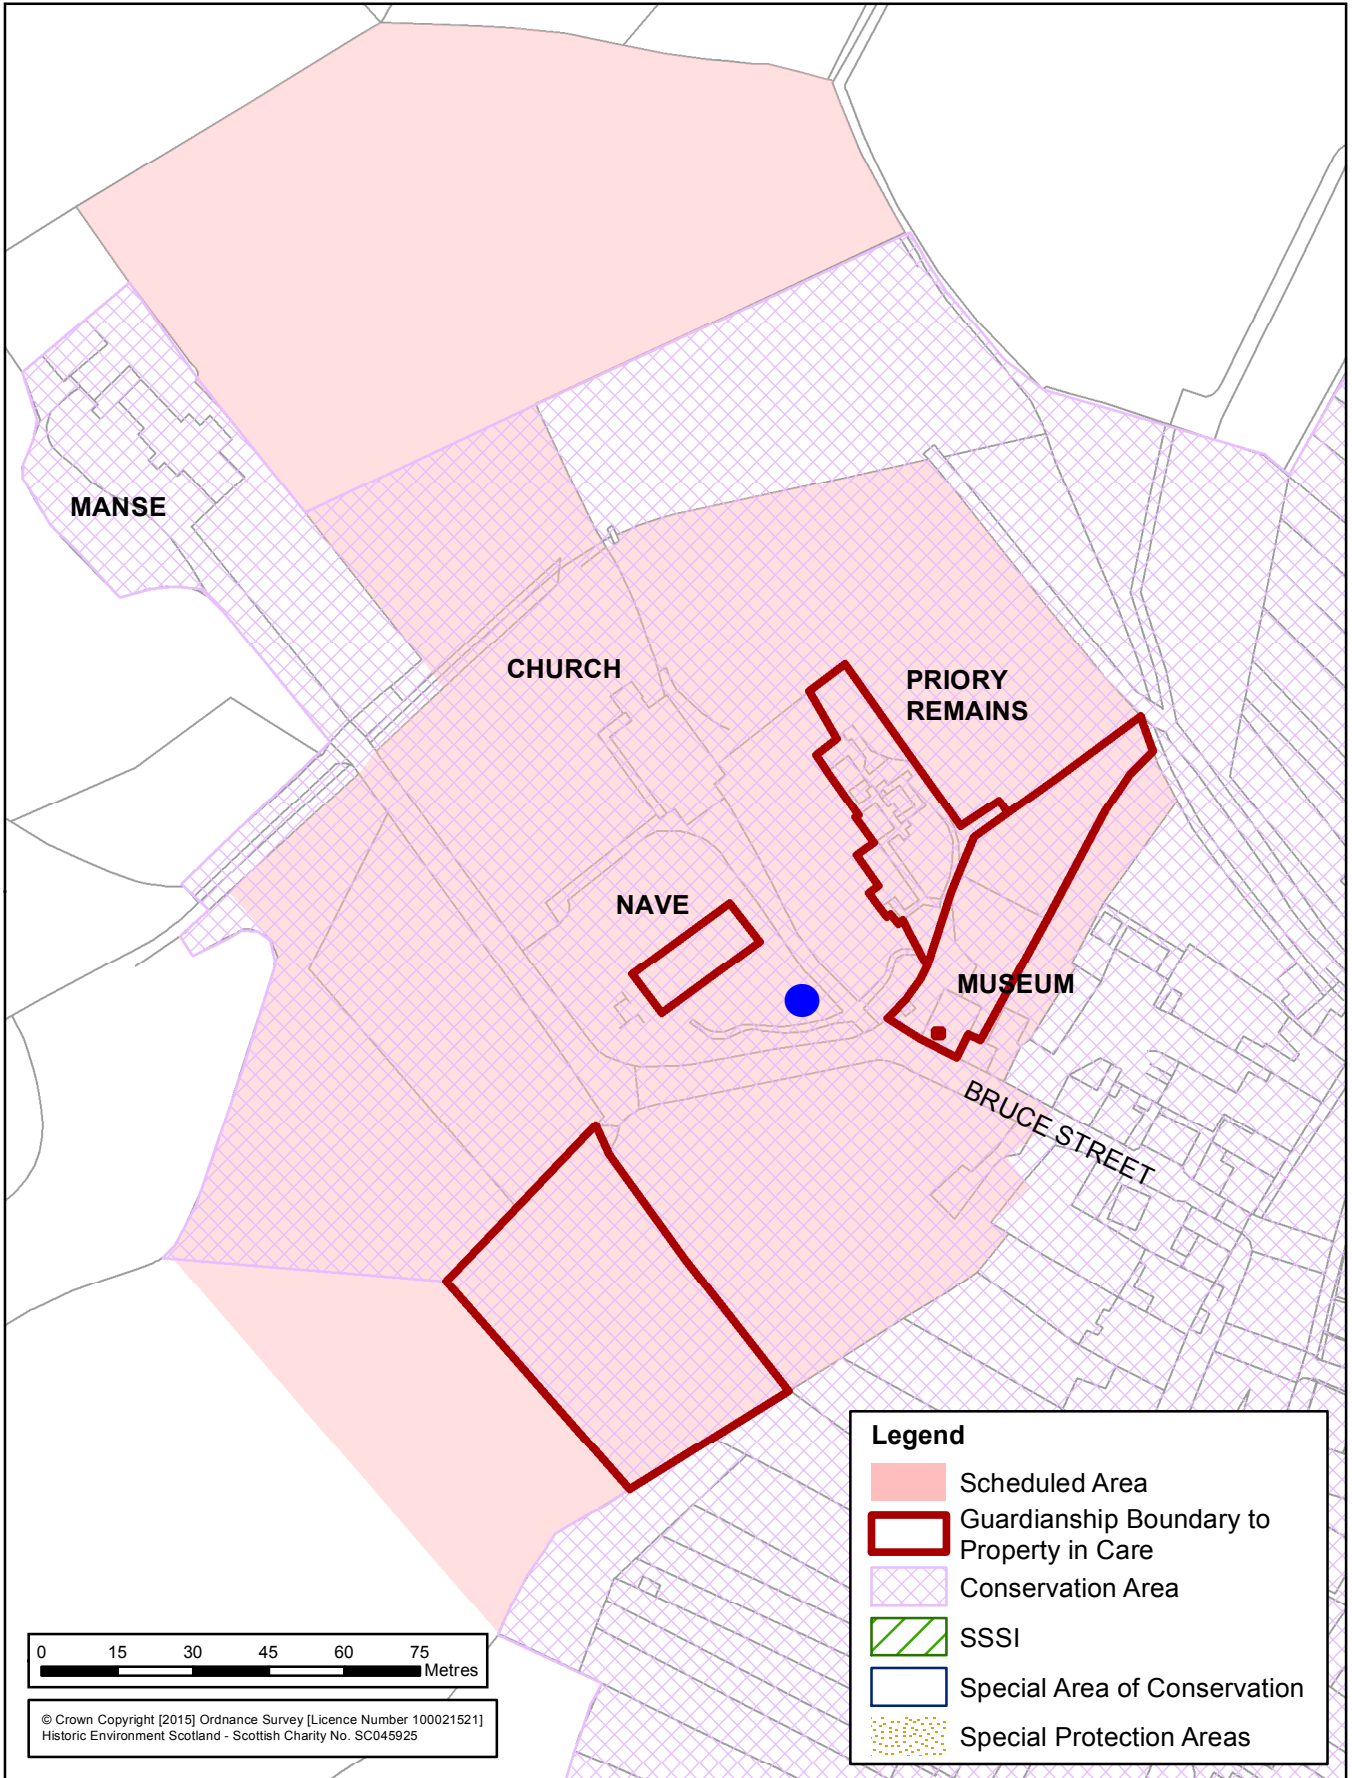 MANSE
CHURCH
PRIORY
REMAINS
NAVE
MUSEUM
BRUCE STREET
Legend
Scheduled Area
Guardianship Boundary to
Property in Care
Conservation Area
SSSI
Special Area of Conservation
Special Protection Areas
0 15 30 45 60 75
Metres
© Crown Copyright [2015] Ordnance Survey [Licence Number 100021521]
Historic Environment Scotland - Scottish Charity No. SC045925